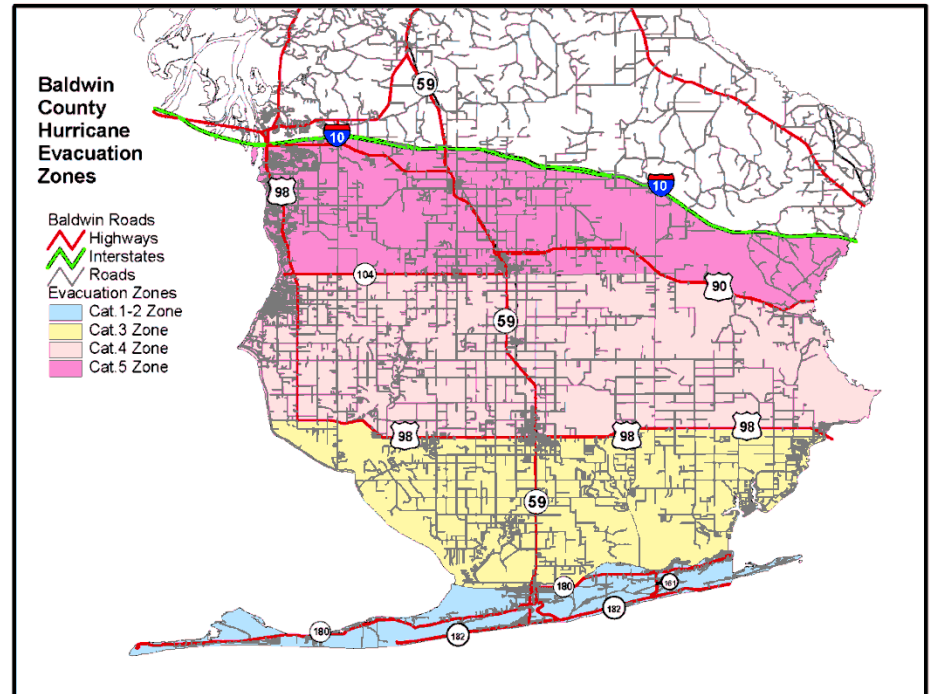 Baldwin
County
Hurricane
Evacuation
Zones
Baldwin Roads
Highways
Interstates
Roads
Evacuation Zones
Cat.1-2 Zone
Cat.3 Zone
Cat.4 Zone
Cat.5 Zone
59
10
10
98
104
90
59
98
98
98
59
180
161
182
180
182